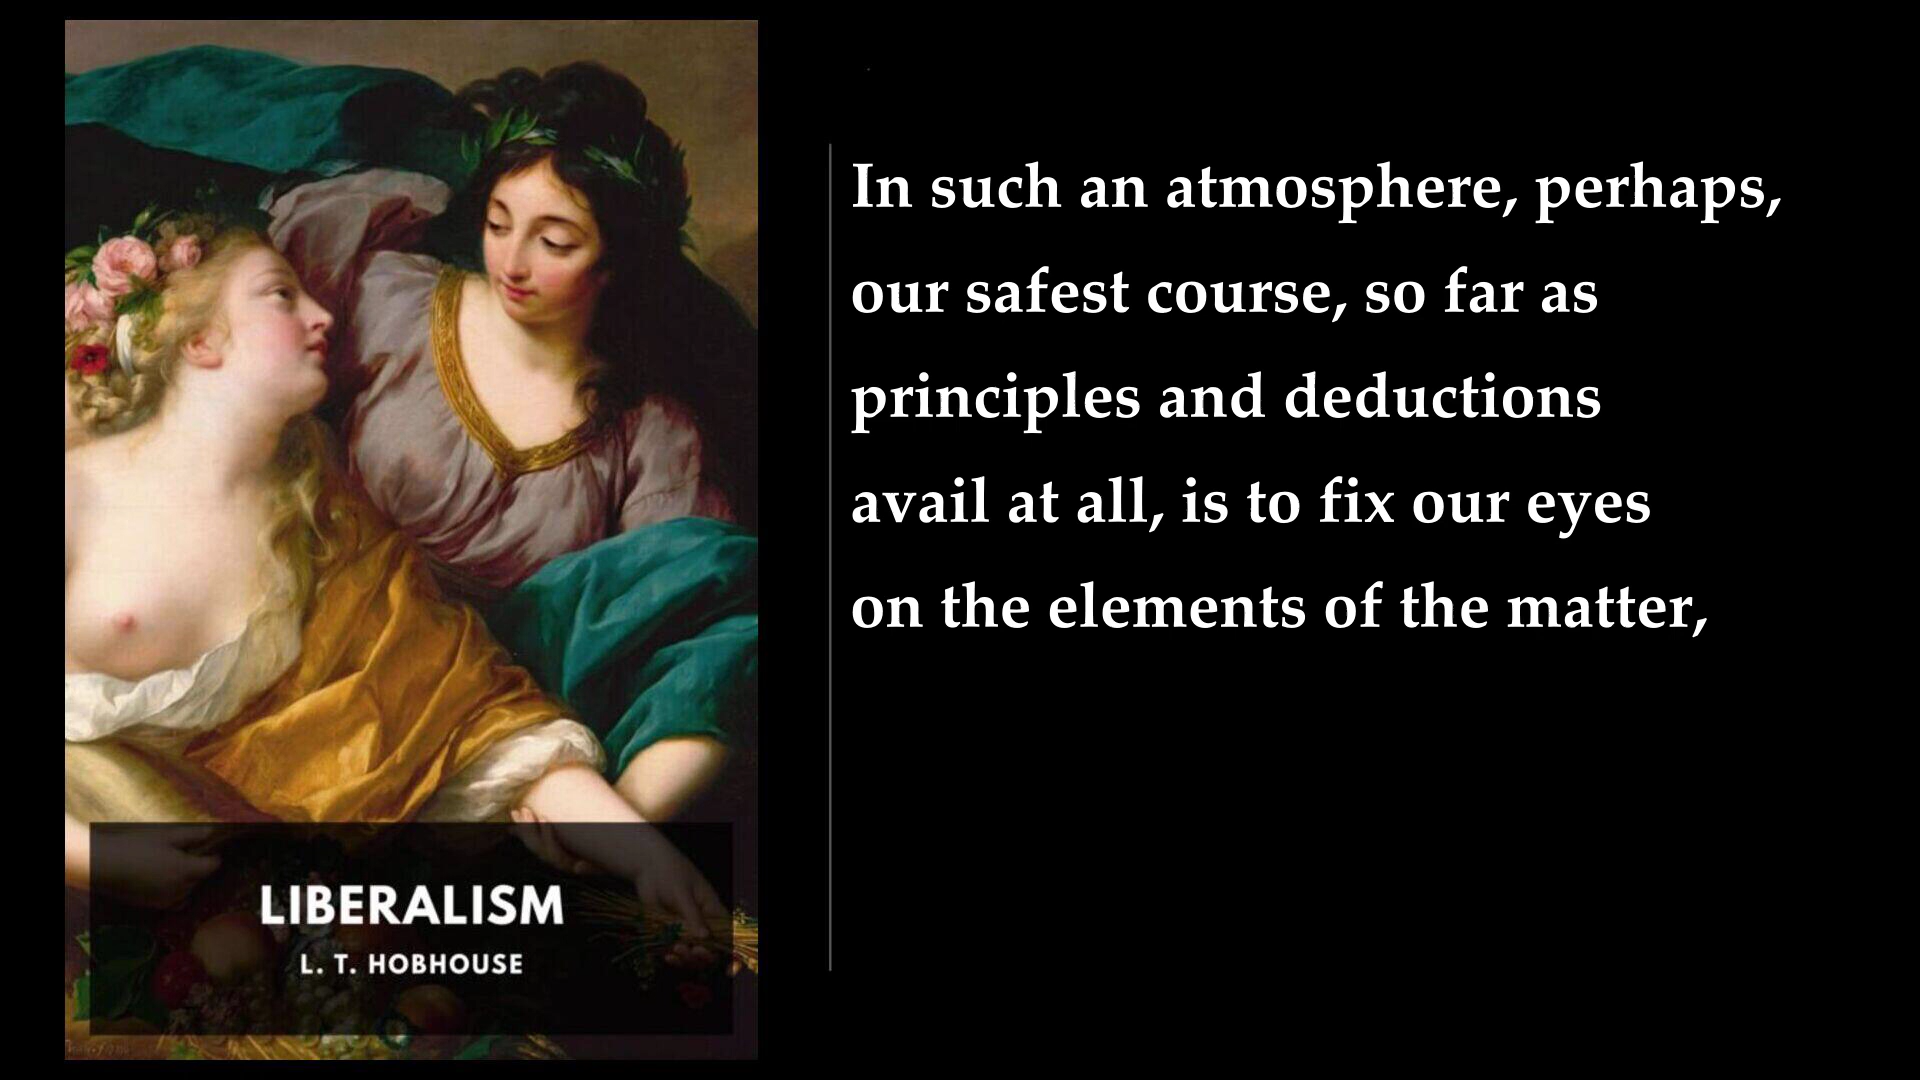 LIBERALISM
L. T. HOBHOUSE
In such an atmosphere, perhaps,
our safest course, so far as
principles and deductions
avail at all, is to fix our eyes
on the elements of the matter,